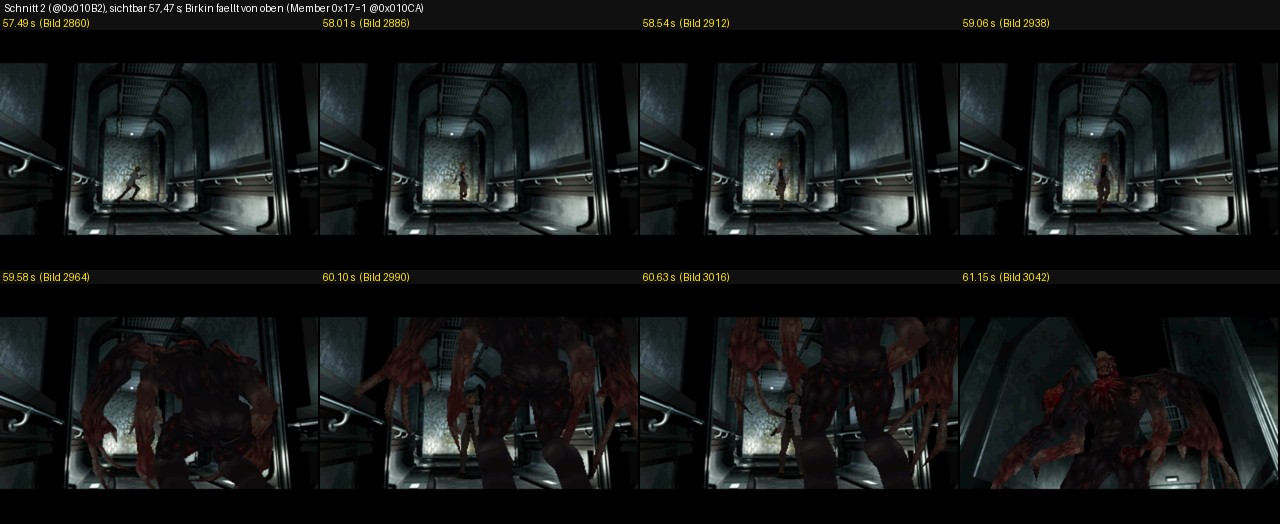 Schnitt 2 (@0x010B2), sichtbar 57,47 s; Birkin faellt von oben (Member 0x17=1 @0x010CA)
57.49 s (Bild 2860)
58.01 s (Bild 2886)
58.54 s (Bild 2912)
59.06 s (Bild 2938)
59.58 s (Bild 2964)
60.10 s (Bild 2990)
60.63 s (Bild 3016)
61.15 s (Bild 3042)